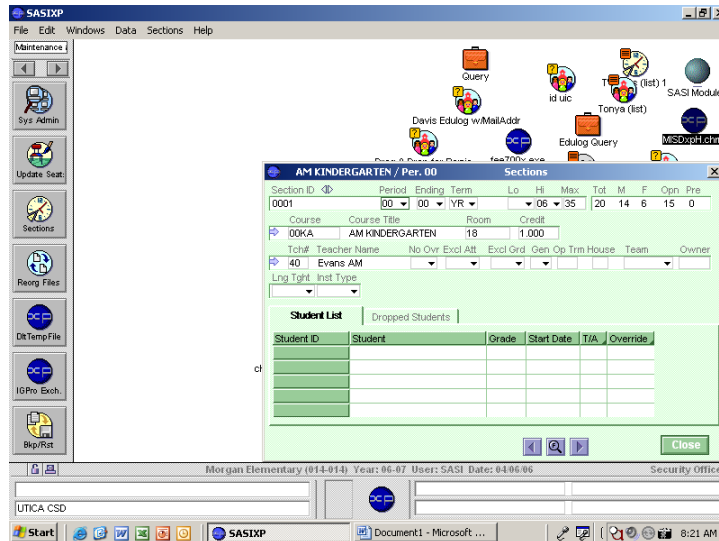 SASIXP
File Edit Windows Data Sections Help
Maintenance
Sys Admin
Update Seat:
Sections
Reorg Files
DltTempFile
IGPro Exch.
Bkp/Rst
Query
id uic
(list) 1
Tonya (list)
SASI Module
Davis Edulog w/MailAddr
Edulog Query
MISDxpH.chm
fee700x.exe
AM KINDERGARTEN / Per. 00 Sections
Section ID Period Ending Term Lo Hi Max Tot M F Opn Pre
0001 00 00 YR 06 35 20 14 6 15 0
Course Course Title Room Credit
00KA AM KINDERGARTEN 18 1.000
Tch# Teacher Name No Ovr Excl Att Excl Grd Gen Op Trm House Team Owner
40 Evans AM
Lng Tght Inst Type
Student List Dropped Students
Student ID Student Grade Start Date T/A Override
Close
Morgan Elementary (014-014) Year: 06-07 User: SASI Date: 04/06/06 Security Office
UTICA CSD
Start SASIXP Document1 - Microsoft ... 8:21 AM